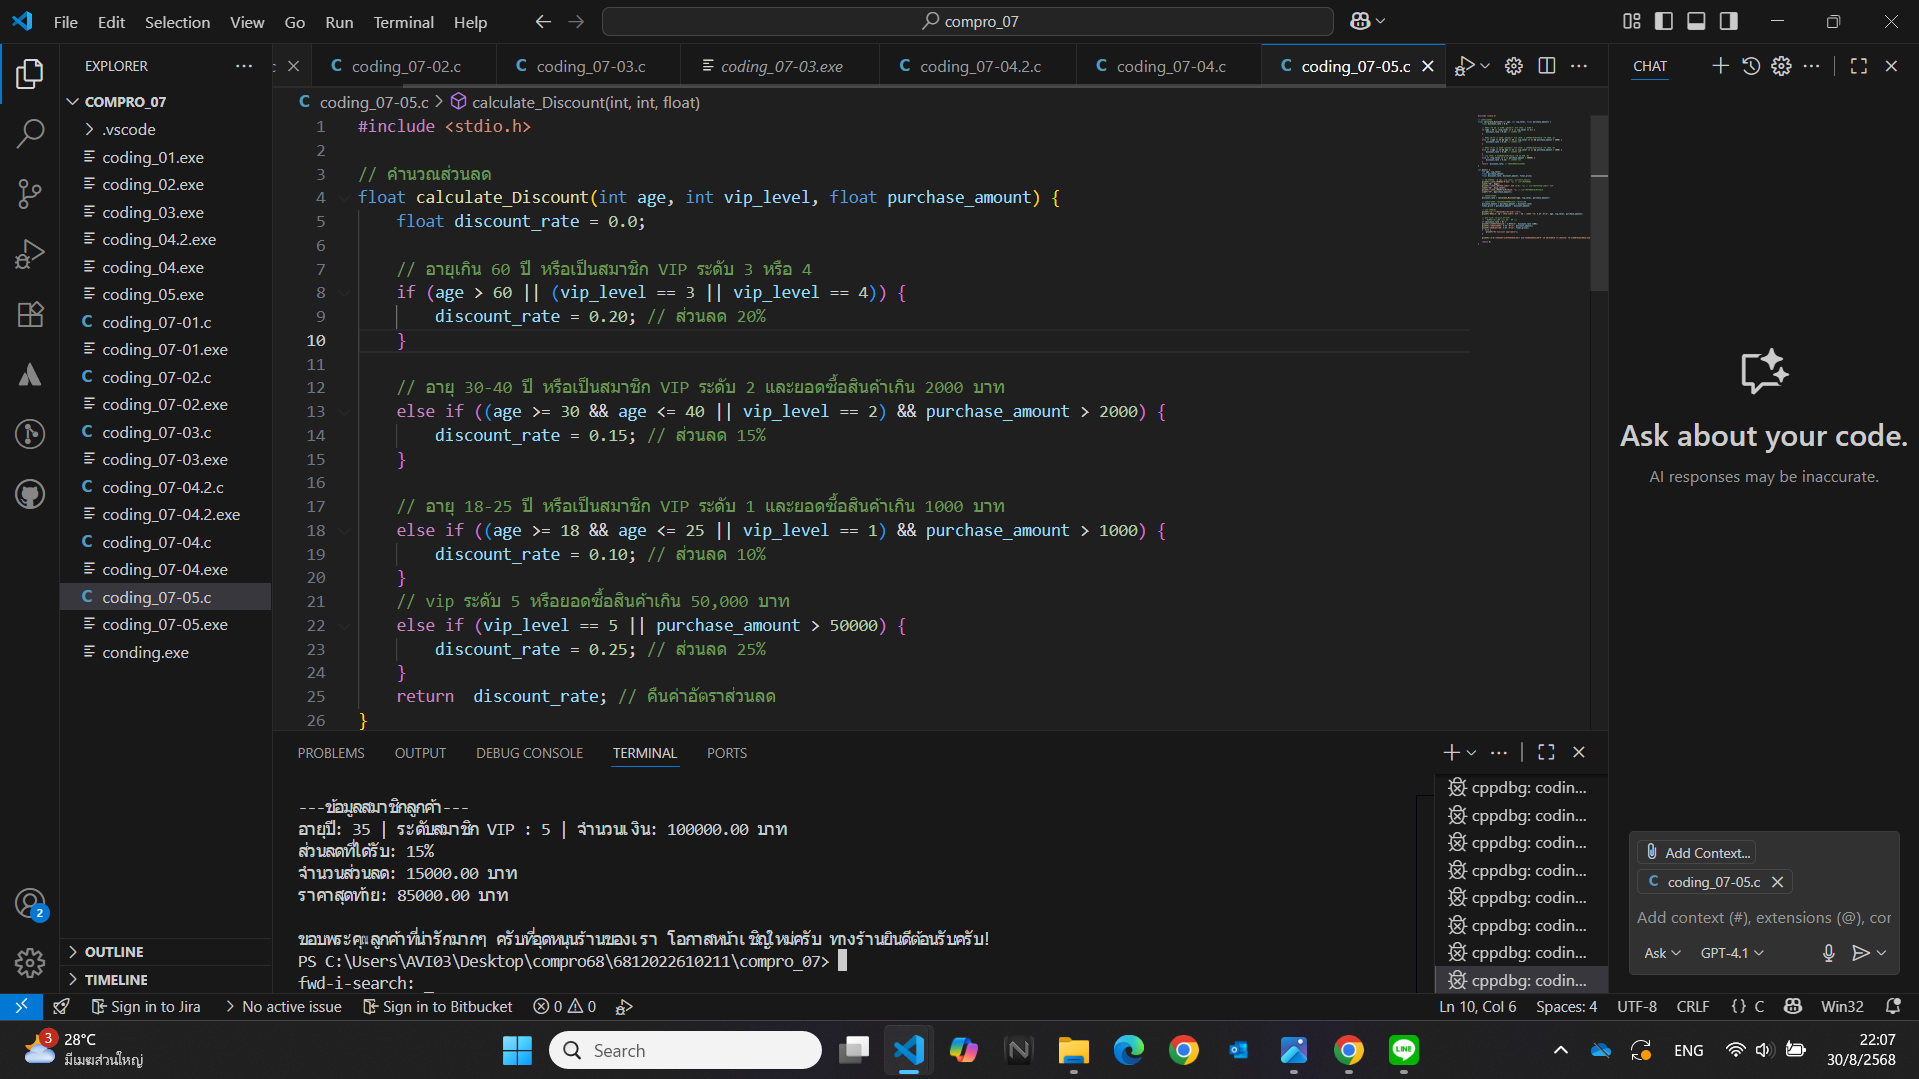 File Edit Selection View Go Run Terminal Help
compro_07
EXPLORER
COMPRO_07
.vscode
coding_01.exe
coding_02.exe
coding_03.exe
coding_04.2.exe
coding_04.exe
coding_05.exe
coding_07-01.c
coding_07-01.exe
coding_07-02.c
coding_07-02.exe
coding_07-03.c
coding_07-03.exe
coding_07-04.2.c
coding_07-04.2.exe
coding_07-04.c
coding_07-04.exe
coding_07-05.c
coding_07-05.exe
conding.exe
OUTLINE
TIMELINE
coding_07-02.c coding_07-03.c coding_07-03.exe coding_07-04.2.c coding_07-04.c coding_07-05.c
coding_07-05.c > calculate_Discount(int, int, float)
1 #include <stdio.h>
2
3 // คำนวณส่วนลด
4 float calculate_Discount(int age, int vip_level, float purchase_amount) {
5 float discount_rate = 0.0;
6
7 // อายุเกิน 60 ปี หรือเป็นสมาชิก VIP ระดับ 3 หรือ 4
8 if (age > 60 || (vip_level == 3 || vip_level == 4)) {
9 discount_rate = 0.20; // ส่วนลด 20%
10 }
11
12 // อายุ 30-40 ปี หรือเป็นสมาชิก VIP ระดับ 2 และยอดซื้อสินค้าเกิน 2000 บาท
13 else if ((age >= 30 && age <= 40 || vip_level == 2) && purchase_amount > 2000) {
14 discount_rate = 0.15; // ส่วนลด 15%
15 }
16
17 // อายุ 18-25 ปี หรือเป็นสมาชิก VIP ระดับ 1 และยอดซื้อสินค้าเกิน 1000 บาท
18 else if ((age >= 18 && age <= 25 || vip_level == 1) && purchase_amount > 1000) {
19 discount_rate = 0.10; // ส่วนลด 10%
20 }
21 // vip ระดับ 5 หรือยอดซื้อสินค้าเกิน 50,000 บาท
22 else if (vip_level == 5 || purchase_amount > 50000) {
23 discount_rate = 0.25; // ส่วนลด 25%
24 }
25 return  discount_rate; // คืนค่าอัตราส่วนลด
26 }
PROBLEMS OUTPUT DEBUG CONSOLE TERMINAL PORTS
---ข้อมูลสมาชิกลูกค้า---
อายุปี: 35 | ระดับสมาชิก VIP : 5 | จำนวนเงิน: 100000.00 บาท
ส่วนลดที่ได้รับ: 15%
จำนวนส่วนลด: 15000.00 บาท
ราคาสุดท้าย: 85000.00 บาท
ขอบพระคุณลูกค้าที่น่ารักมากๆ ครับที่อุดหนุนร้านของเรา โอกาสหน้าเชิญใหม่ครับ ทางร้านยินดีต้อนรับครับ!
PS C:\Users\AVI03\Desktop\compro68\6812022610211\compro_07>
fwd-i-search: _
cppdbg: codin...
cppdbg: codin...
cppdbg: codin...
cppdbg: codin...
cppdbg: codin...
cppdbg: codin...
cppdbg: codin...
cppdbg: codin...
CHAT
Ask about your code.
AI responses may be inaccurate.
Add Context...
coding_07-05.c
Add context (#), extensions (@), cor
Ask GPT-4.1
Sign in to Jira No active issue Sign in to Bitbucket 0 0
Ln 10, Col 6 Spaces: 4 UTF-8 CRLF {} C Win32
3 28°C
มีเมฆส่วนใหญ่
Search
ENG
22:07
30/8/2568
2